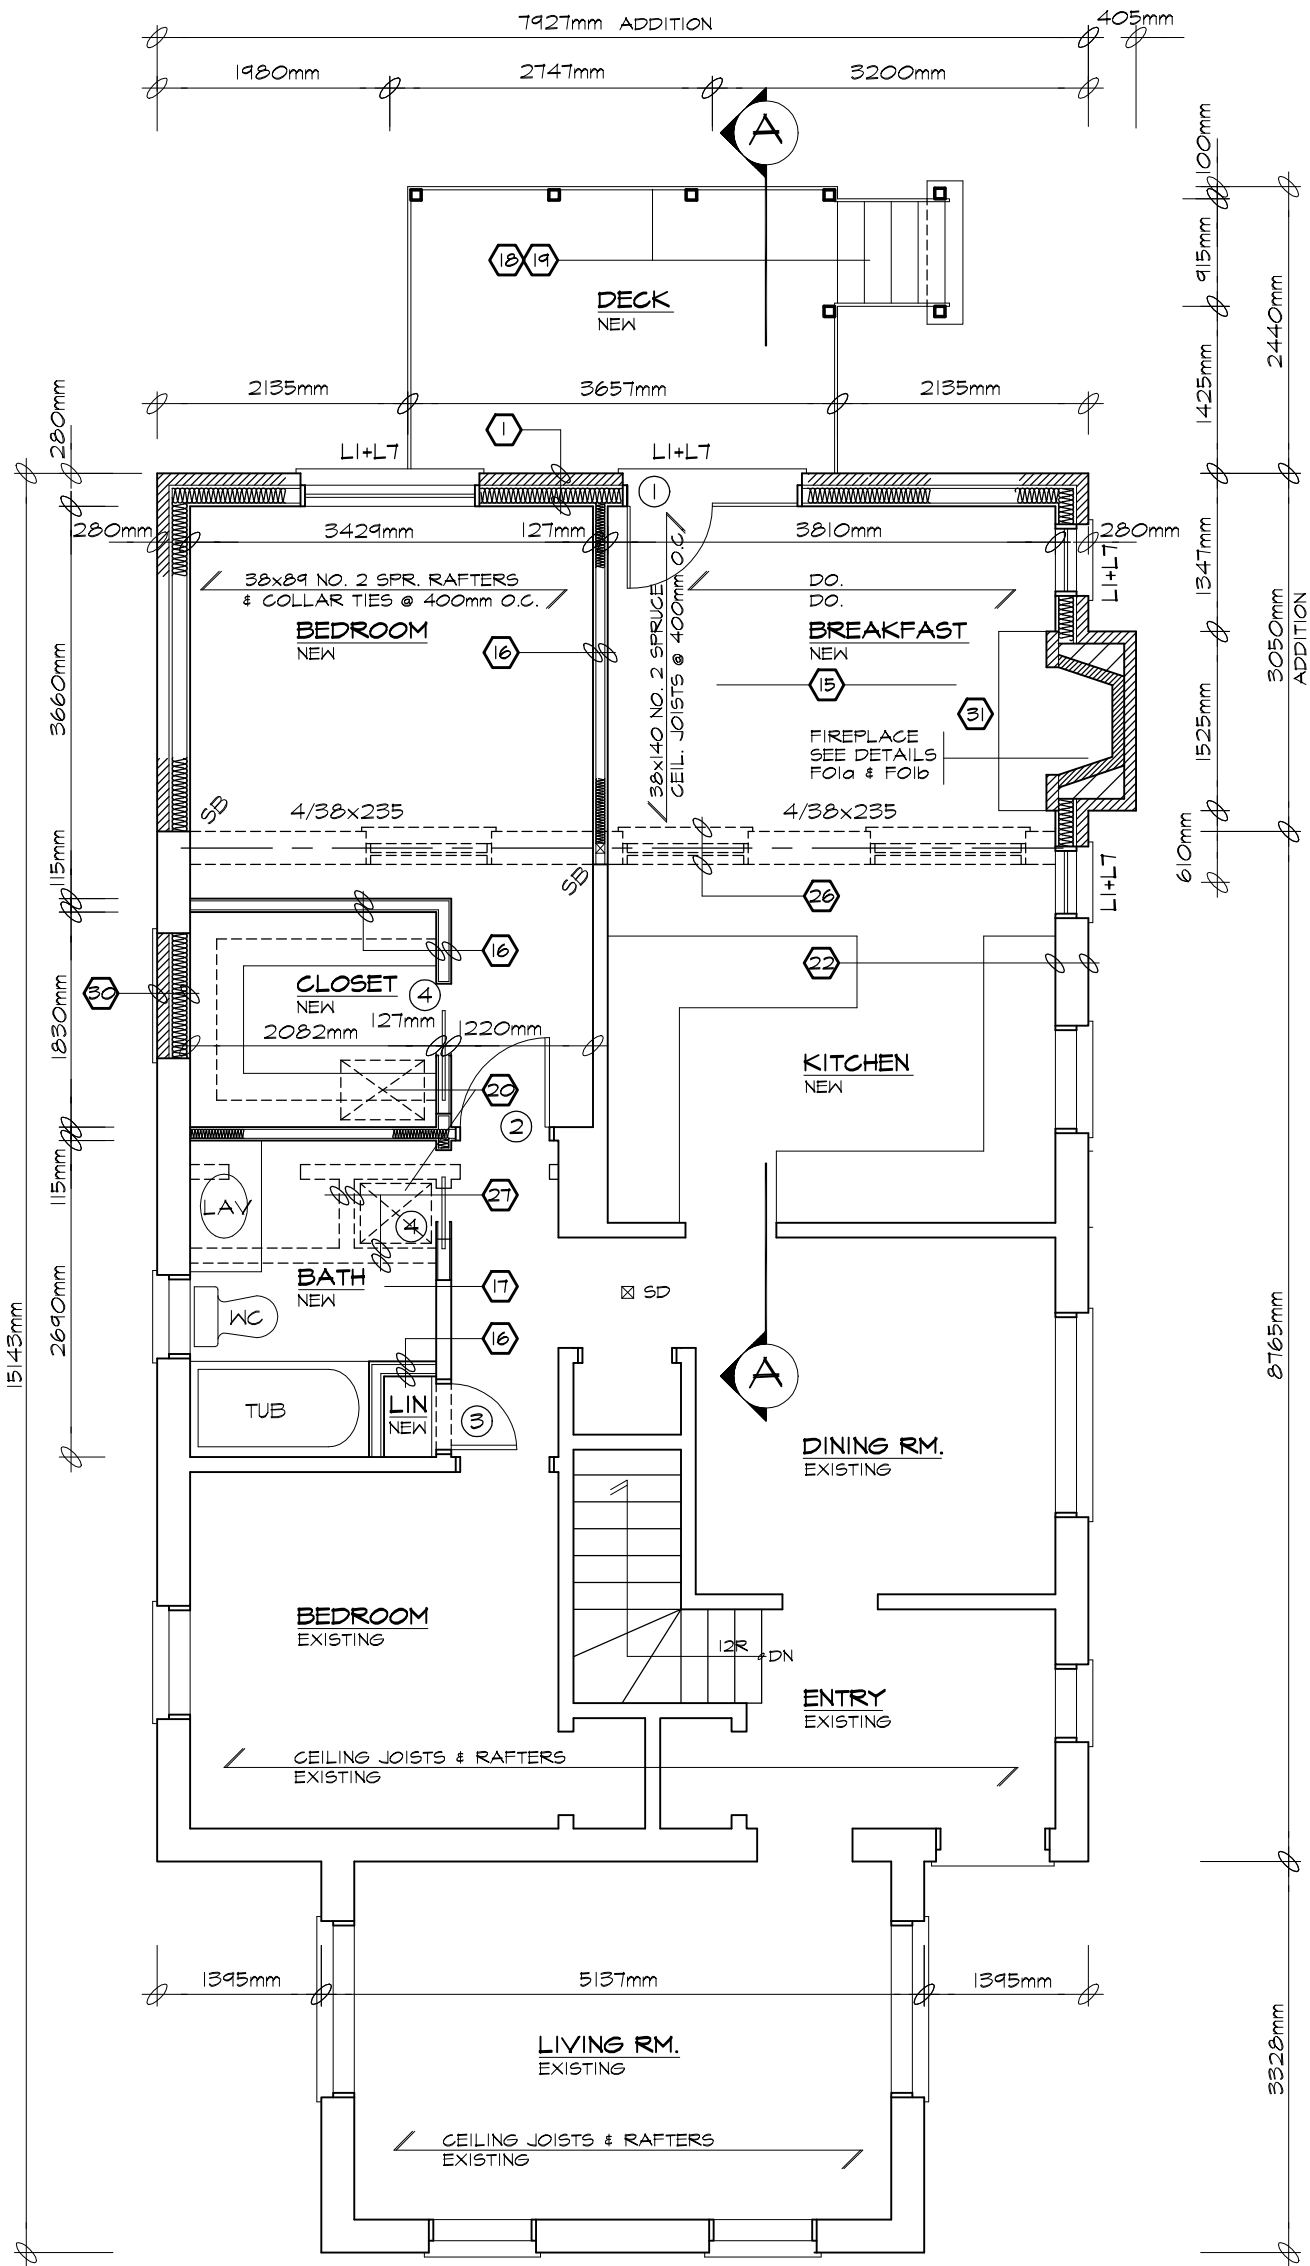 7927mm ADDITION
405mm
1980mm
2747mm
3200mm
A
100mm
915mm
2440mm
1425mm
18
19
DECK
NEW
2135mm
3657mm
2135mm
280mm
1
L1+L7
L1+L7
1
280mm
3429mm
127mm
3810mm
280mm
L1+L7
1347mm
38x89 NO. 2 SPR. RAFTERS
& COLLAR TIES @ 400mm O.C.
DO.
DO.
38x140 NO. 2 SPRUCE
CEIL. JOISTS @ 400mm O.C.
BEDROOM
NEW
16
BREAKFAST
NEW
15
31
3050mm
ADDITION
3660mm
FIREPLACE
SEE DETAILS
F01a & F01b
1525mm
SB
4/38x235
4/38x235
610mm
115mm
SB
L1+L7
26
16
22
30
CLOSET
NEW
4
1830mm
2082mm
127mm
1220mm
KITCHEN
NEW
20
2
115mm
LAV
27
4
BATH
NEW
17
SD
WC
16
2690mm
15143mm
8765mm
A
TUB
LIN
NEW
3
DINING RM.
EXISTING
BEDROOM
EXISTING
12R
DN
ENTRY
EXISTING
CEILING JOISTS & RAFTERS
EXISTING
1395mm
5137mm
1395mm
LIVING RM.
EXISTING
3328mm
CEILING JOISTS & RAFTERS
EXISTING